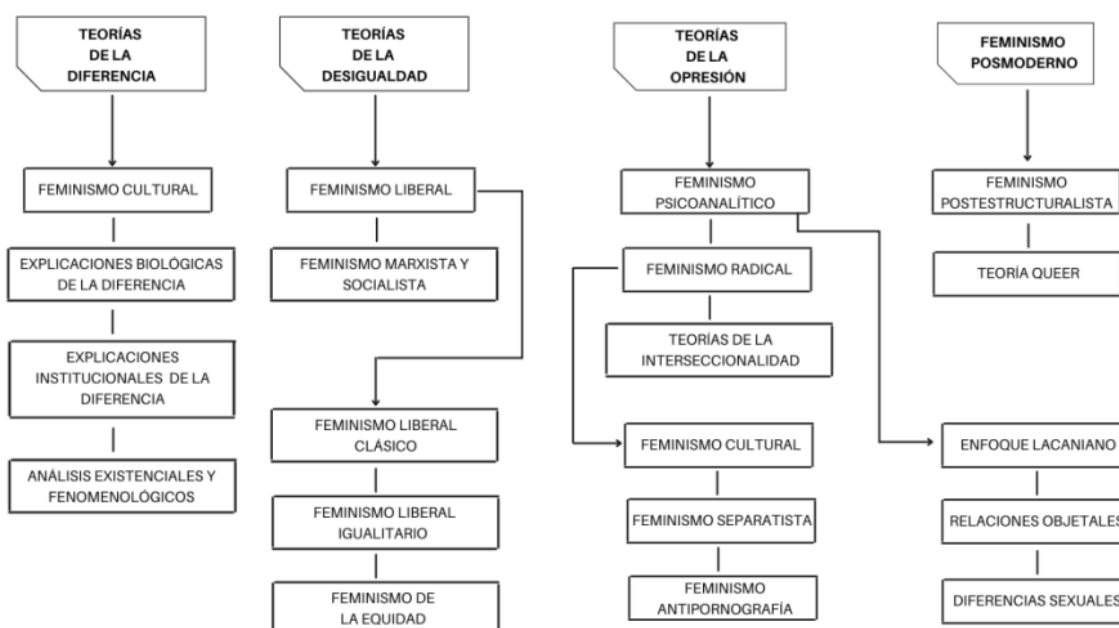 TEORÍAS
DE LA
DIFERENCIA
FEMINISMO CULTURAL
EXPLICACIONES BIOLÓGICAS
DE LA DIFERENCIA
EXPLICACIONES
INSTITUCIONALES DE LA
DIFERENCIA
ANÁLISIS EXISTENCIALES Y
FENOMENOLÓGICOS
TEORÍAS
DE LA
DESIGUALDAD
FEMINISMO LIBERAL
FEMINISMO MARXISTA Y
SOCIALISTA
FEMINISMO LIBERAL
CLÁSICO
FEMINISMO LIBERAL
IGUALITARIO
FEMINISMO DE
LA EQUIDAD
TEORÍAS
DE LA
OPRESIÓN
FEMINISMO
PSICOANALÍTICO
FEMINISMO RADICAL
TEORÍAS DE LA
INTERSECCIONALIDAD
FEMINISMO CULTURAL
FEMINISMO SEPARATISTA
FEMINISMO
ANTIPORNOGRAFÍA
FEMINISMO
POSMODERNO
FEMINISMO
POSTESTRUCTURALISTA
TEORÍA QUEER
ENFOQUE LACANIANO
RELACIONES OBJETALES
DIFERENCIAS SEXUALES